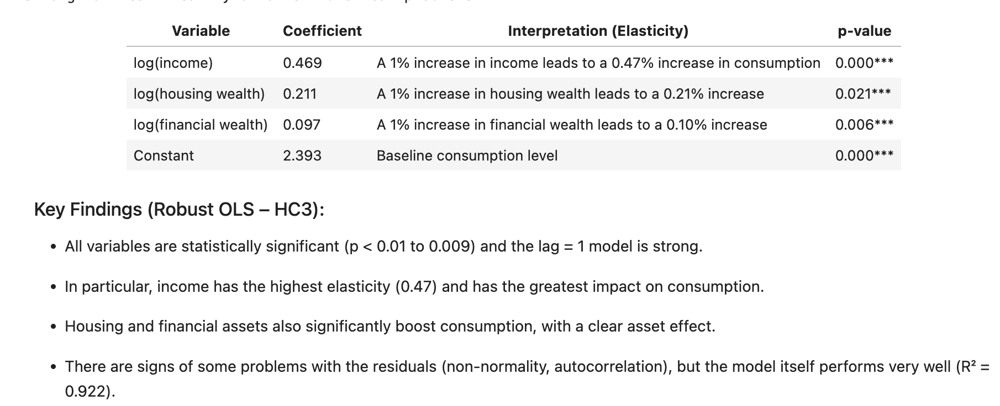 Variable Coefficient Interpretation (Elasticity) p-value
log(income) 0.469 A 1% increase in income leads to a 0.47% increase in consumption 0.000***
log(housing wealth) 0.211 A 1% increase in housing wealth leads to a 0.21% increase 0.021***
log(financial wealth) 0.097 A 1% increase in financial wealth leads to a 0.10% increase 0.006***
Constant 2.393 Baseline consumption level 0.000***
Key Findings (Robust OLS – HC3):
• All variables are statistically significant (p < 0.01 to 0.009) and the lag = 1 model is strong.
• In particular, income has the highest elasticity (0.47) and has the greatest impact on consumption.
• Housing and financial assets also significantly boost consumption, with a clear asset effect.
• There are signs of some problems with the residuals (non-normality, autocorrelation), but the model itself performs very well (R² =
0.922).